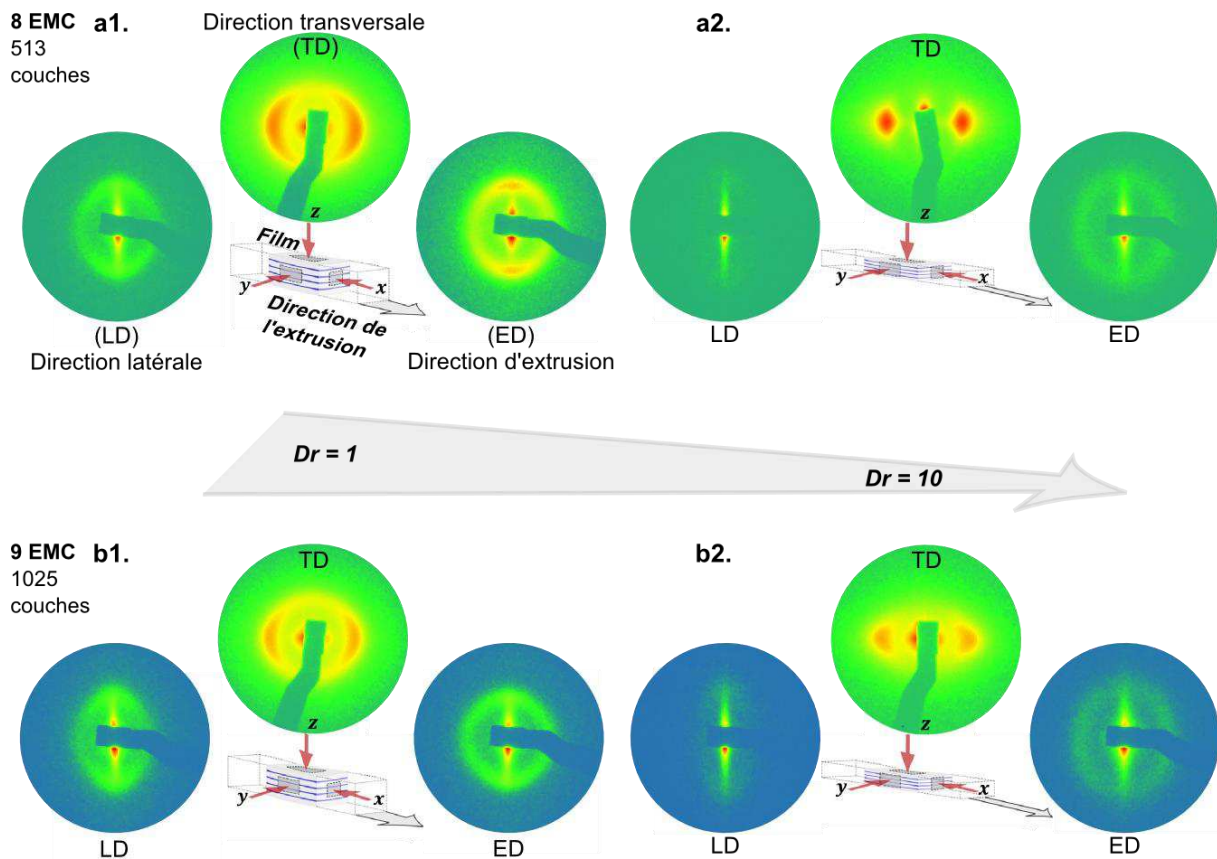 8 EMC
513
couches
a1.
Direction transversale
(TD)
z
Film
y
x
Direction de
l'extrusion
(LD)
Direction latérale
(ED)
Direction d'extrusion
a2.
TD
z
y
x
LD
ED
Dr = 1
Dr = 10
9 EMC
1025
couches
b1.
TD
z
y
x
LD
ED
b2.
TD
z
y
x
LD
ED